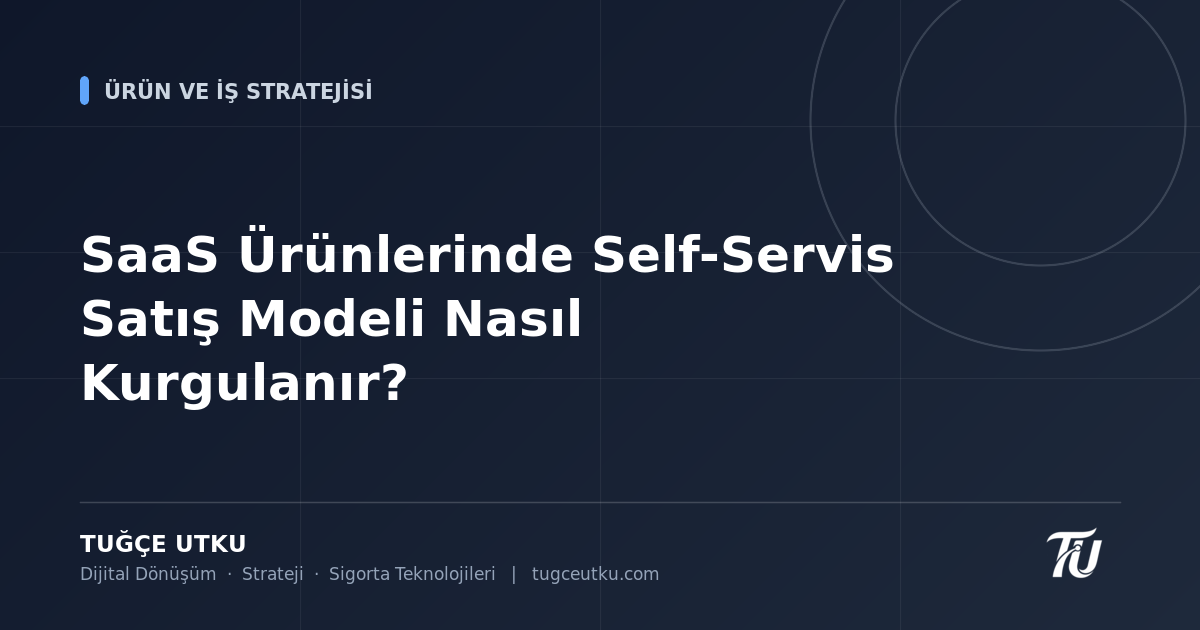 ÜRÜN VE İŞ STRATEJİSİ
SaaS Ürünlerinde Self-Servis
Satış Modeli Nasıl
Kurgulanır?
TUĞÇE UTKU
Dijital Dönüşüm · Strateji · Sigorta Teknolojileri | tugceutku.com
TU